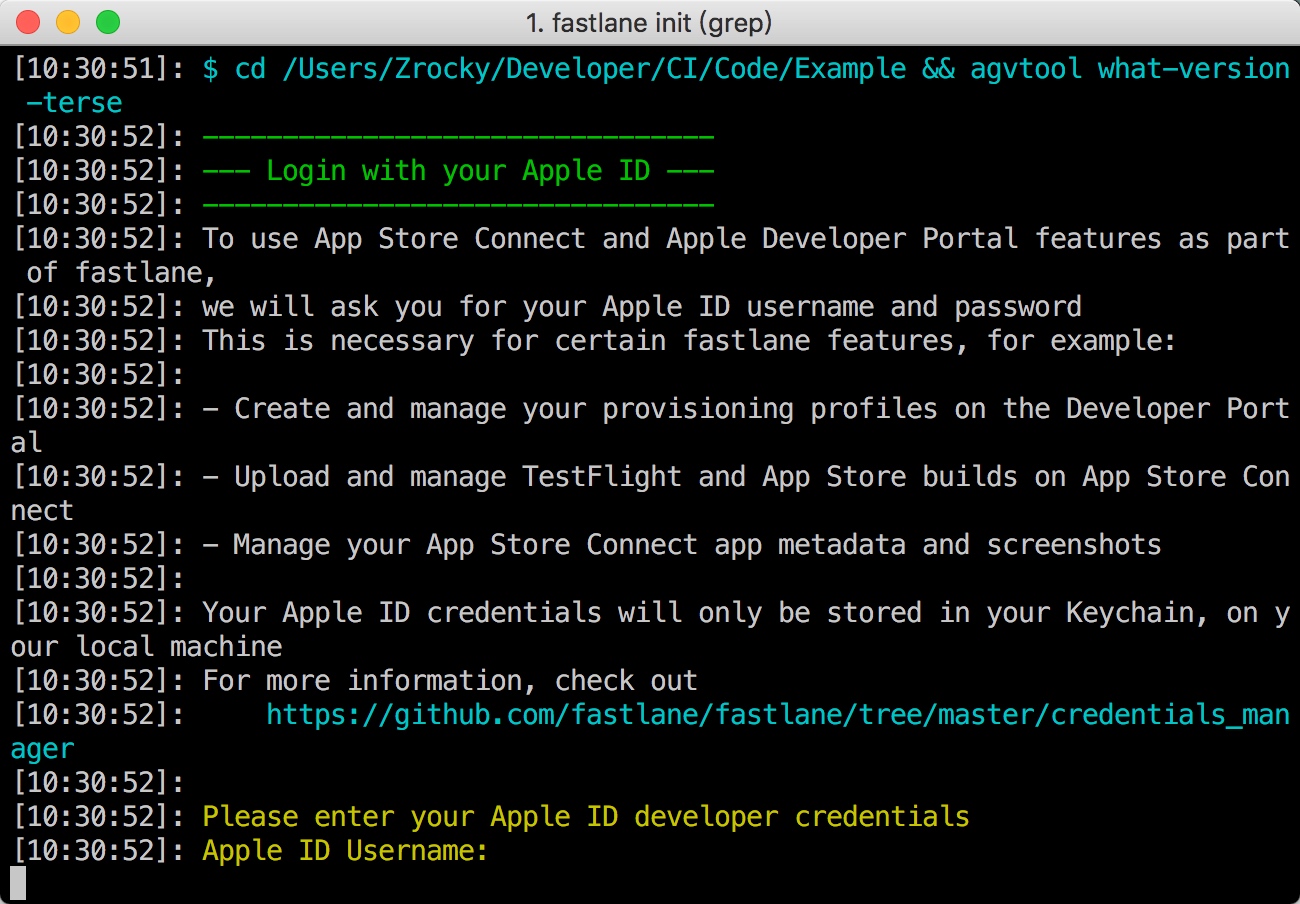 1. fastlane init (grep)
[10:30:51]: $ cd /Users/Zrocky/Developer/CI/Code/Example && agvtool what-version
 -terse
[10:30:52]: --------------------------------
[10:30:52]: --- Login with your Apple ID ---
[10:30:52]: --------------------------------
[10:30:52]: To use App Store Connect and Apple Developer Portal features as part
 of fastlane,
[10:30:52]: we will ask you for your Apple ID username and password
[10:30:52]: This is necessary for certain fastlane features, for example:
[10:30:52]:
[10:30:52]: - Create and manage your provisioning profiles on the Developer Port
al
[10:30:52]: - Upload and manage TestFlight and App Store builds on App Store Con
nect
[10:30:52]: - Manage your App Store Connect app metadata and screenshots
[10:30:52]:
[10:30:52]: Your Apple ID credentials will only be stored in your Keychain, on y
our local machine
[10:30:52]: For more information, check out
[10:30:52]:     https://github.com/fastlane/fastlane/tree/master/credentials_man
ager
[10:30:52]:
[10:30:52]: Please enter your Apple ID developer credentials
[10:30:52]: Apple ID Username: